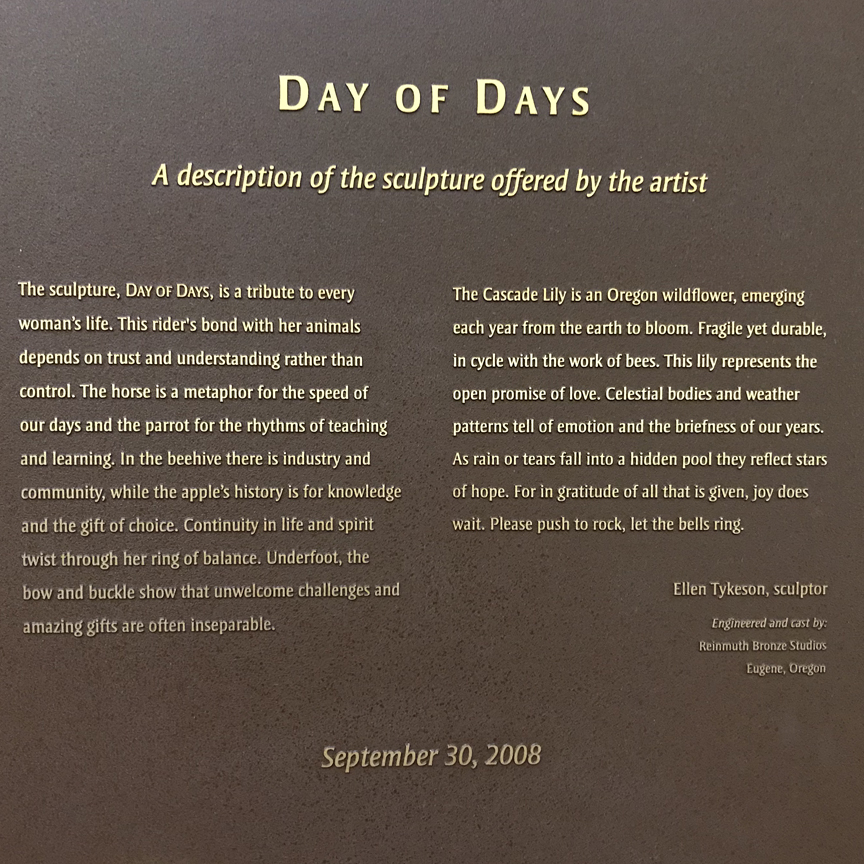 DAY OF DAYS
A description of the sculpture offered by the artist
The sculpture, DAY OF DAYS, is a tribute to every
woman's life. This rider's bond with her animals
depends on trust and understanding rather than
control. The horse is a metaphor for the speed of
our days and the parrot for the rhythms of teaching
and learning. In the beehive there is industry and
community, while the apple's history is for knowledge
and the gift of choice. Continuity in life and spirit
twist through her ring of balance. Underfoot, the
bow and buckle show that unwelcome challenges and
amazing gifts are often inseparable.
The Cascade Lily is an Oregon wildflower, emerging
each year from the earth to bloom. Fragile yet durable,
in cycle with the work of bees. This lily represents the
open promise of love. Celestial bodies and weather
patterns tell of emotion and the briefness of our years.
As rain or tears fall into a hidden pool they reflect stars
of hope. For in gratitude of all that is given, joy does
wait. Please push to rock, let the bells ring.
Ellen Tykeson, sculptor
Engineered and cast by:
Reinmuth Bronze Studios
Eugene, Oregon
September 30, 2008